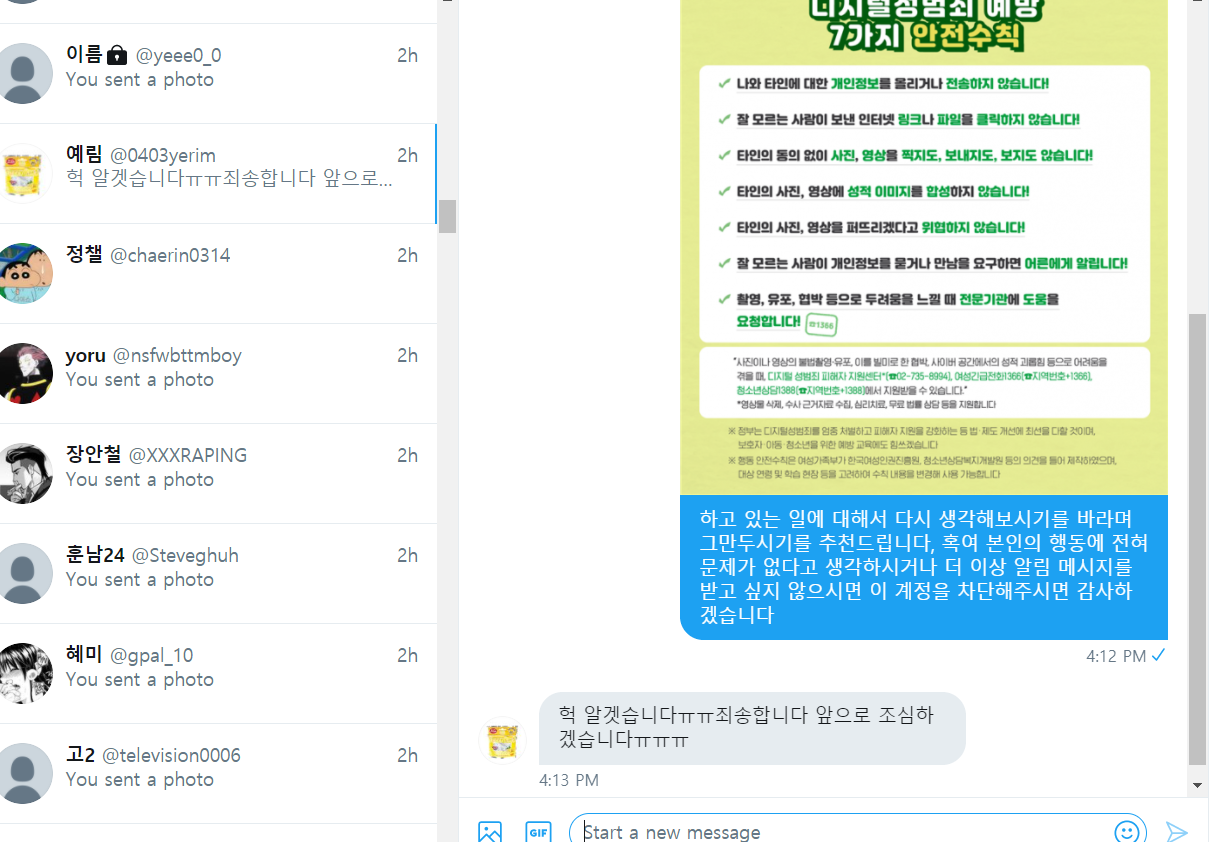 이름 @yeee0_0 2h
You sent a photo
예림 @0403yerim 2h
헉 알겟습니다ㅠㅠ죄송합니다 앞으로...
정챌 @chaerin0314 2h
yoru @nsfwbttmboy 2h
You sent a photo
장안철 @XXXRAPING 2h
You sent a photo
훈남24 @Steveghuh 2h
You sent a photo
혜미 @gpal_10 2h
You sent a photo
고2 @television0006 2h
You sent a photo
디지털성범죄 예방
7가지 안전수칙
나와 타인에 대한 개인정보를 올리거나 전송하지 않습니다!
잘 모르는 사람이 보낸 인터넷 링크나 파일을 클릭하지 않습니다!
타인의 동의 없이 사진, 영상을 찍지도, 보내지도, 보지도 않습니다!
타인의 사진, 영상에 성적 이미지를 합성하지 않습니다!
타인의 사진, 영상을 퍼뜨리겠다고 위협하지 않습니다!
잘 모르는 사람이 개인정보를 묻거나 만남을 요구하면 어른에게 알립니다!
촬영, 유포, 협박 등으로 두려움을 느낄 때 전문기관에 도움을
요청합니다! ☎1366
"사진이나 영상의 불법촬영·유포, 이를 빌미로 한 협박, 사이버 공간에서의 성적 괴롭힘 등으로 어려움을
겪을 때, 디지털 성범죄 피해자 지원센터*(☎02-735-8994), 여성긴급전화1366(☎지역번호+1366),
청소년상담1388(☎지역번호+1388)에서 지원받을 수 있습니다."
*영상물 삭제, 수사 근거자료 수집, 심리치료, 무료 법률 상담 등을 지원합니다
※ 정부는 디지털성범죄를 엄중 처벌하고 피해자 지원을 강화하는 등 법·제도 개선에 최선을 다할 것이며,
보호자·아동·청소년을 위한 예방 교육에도 힘쓰겠습니다
※ 행동 안전수칙은 여성가족부가 한국여성인권진흥원, 청소년상담복지개발원 등의 의견을 들어 제작하였으며,
대상 연령 및 학습 현장 등을 고려하여 수칙 내용을 변경해 사용 가능합니다
하고 있는 일에 대해서 다시 생각해보시기를 바라며
그만두시기를 추천드립니다, 혹여 본인의 행동에 전혀
문제가 없다고 생각하시거나 더 이상 알림 메시지를
받고 싶지 않으시면 이 계정을 차단해주시면 감사하
겠습니다
4:12 PM
헉 알겟습니다ㅠㅠ죄송합니다 앞으로 조심하
겠습니다ㅠㅠㅠ
4:13 PM
GIF
Start a new message